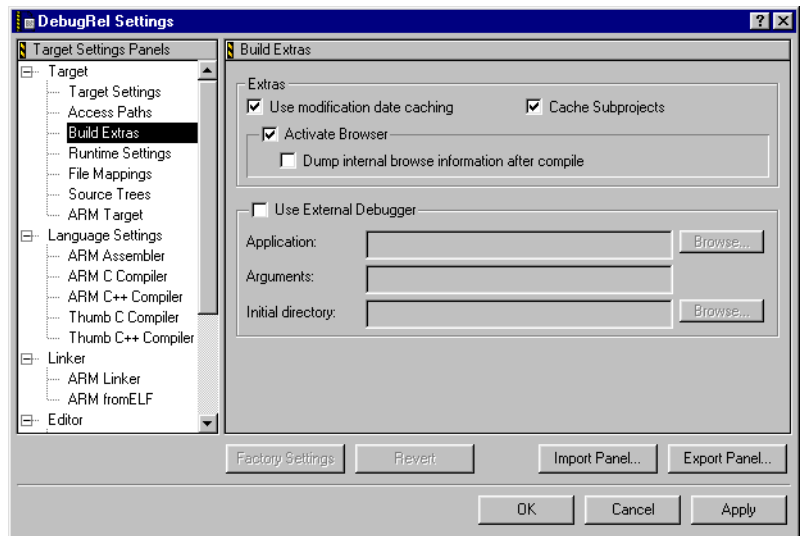 DebugRel Settings
Target Settings Panels
Target
Target Settings
Access Paths
Build Extras
Runtime Settings
File Mappings
Source Trees
ARM Target
Language Settings
ARM Assembler
ARM C Compiler
ARM C++ Compiler
Thumb C Compiler
Thumb C++ Compiler
Linker
ARM Linker
ARM fromELF
Editor
Build Extras
Extras
Use modification date caching
Cache Subprojects
Activate Browser
Dump internal browse information after compile
Use External Debugger
Application:
Browse...
Arguments:
Initial directory:
Browse...
Factory Settings
Revert
Import Panel...
Export Panel...
OK
Cancel
Apply